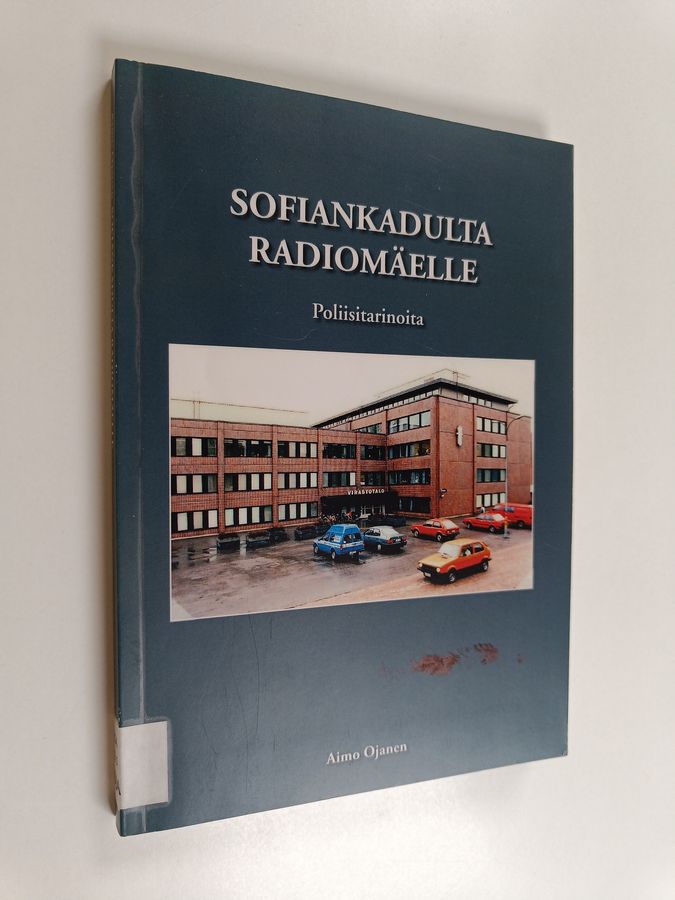 SOFIANKADULTA
RADIOMÄELLE
Poliisitarinoita
VIRASTOTALO
Aimo Ojanen